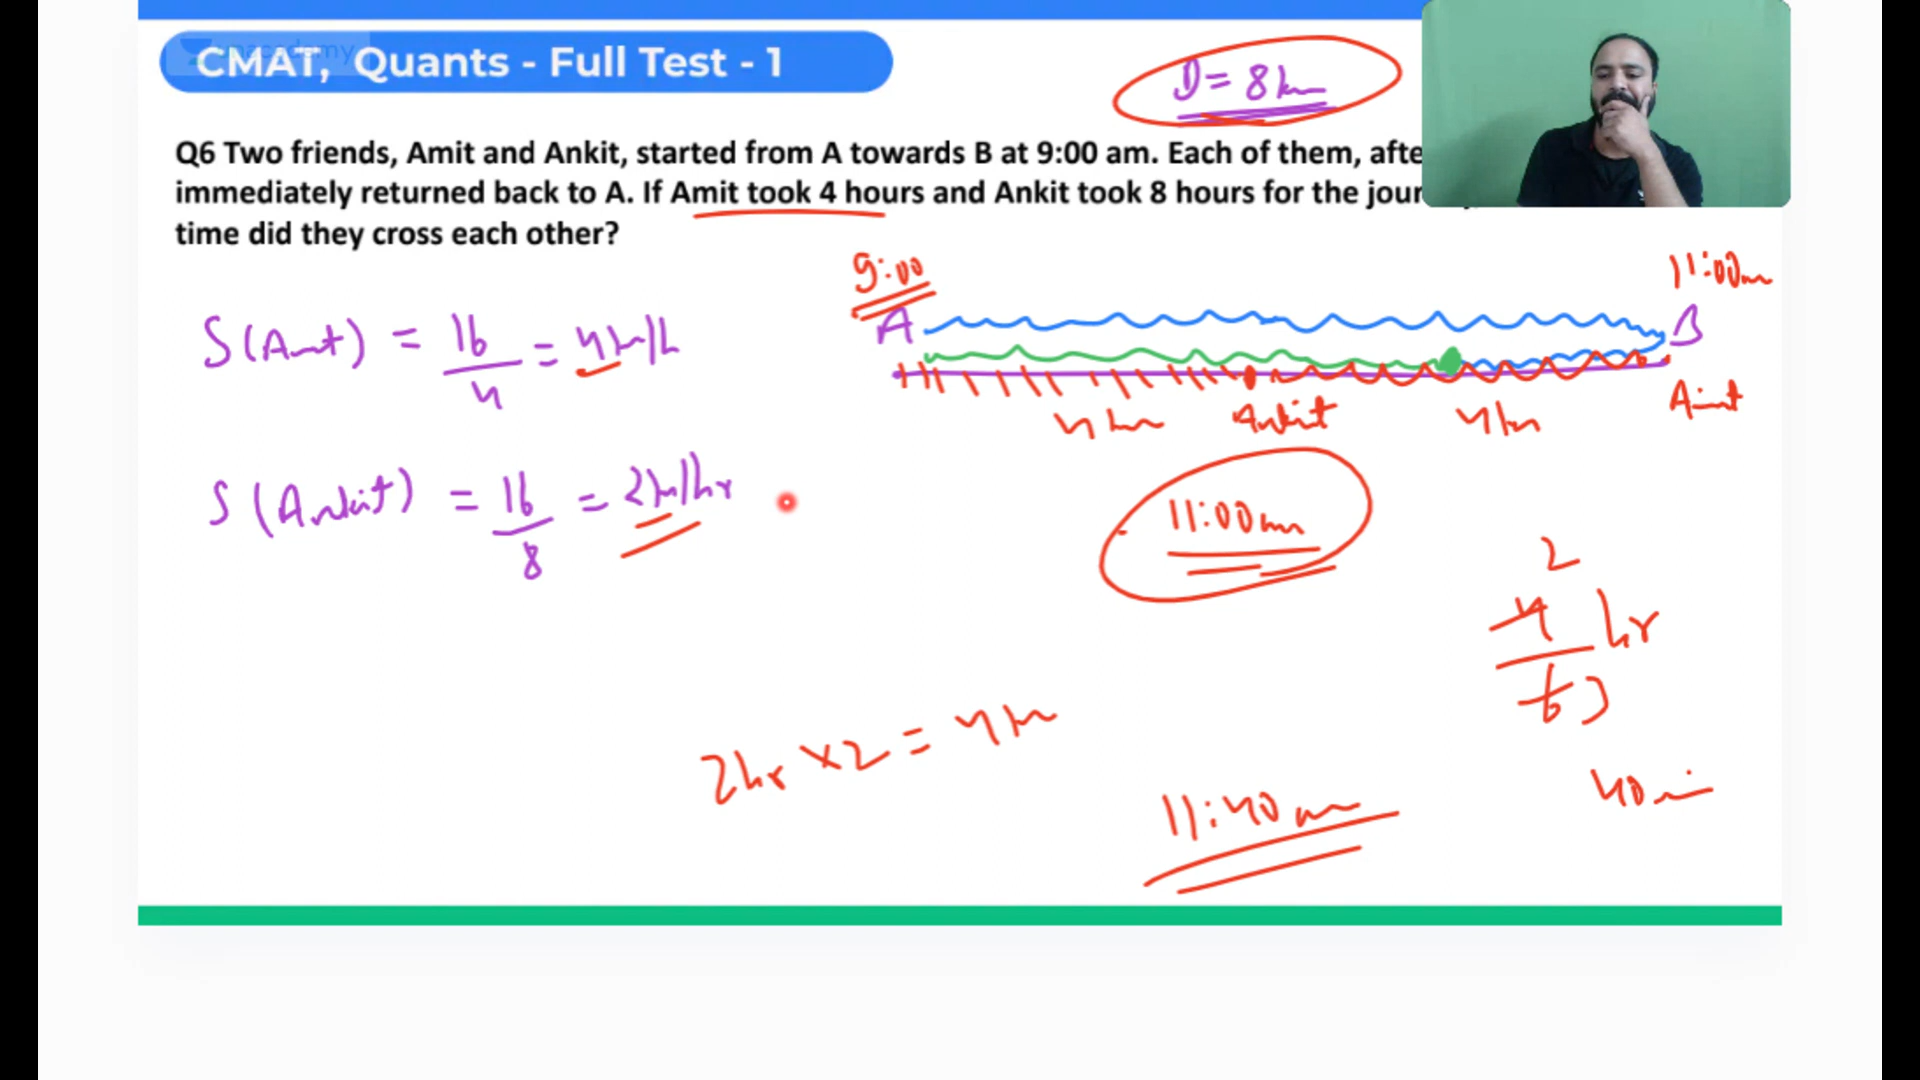 CMAT, Quants - Full Test - 1
D = 8km
Q6 Two friends, Amit and Ankit, started from A towards B at 9:00 am. Each of them, afte
immediately returned back to A. If Amit took 4 hours and Ankit took 8 hours for the jour
time did they cross each other?
9:00
11:00am
A
B
S(Amit) = 16/4 = 4km/h
4km
Ankit
4km
Amit
S(Ankit) = 16/8 = 2km/hr
11:00am
2
4/6 hr
3
2hr × 2 = 4km
40min
11:40am